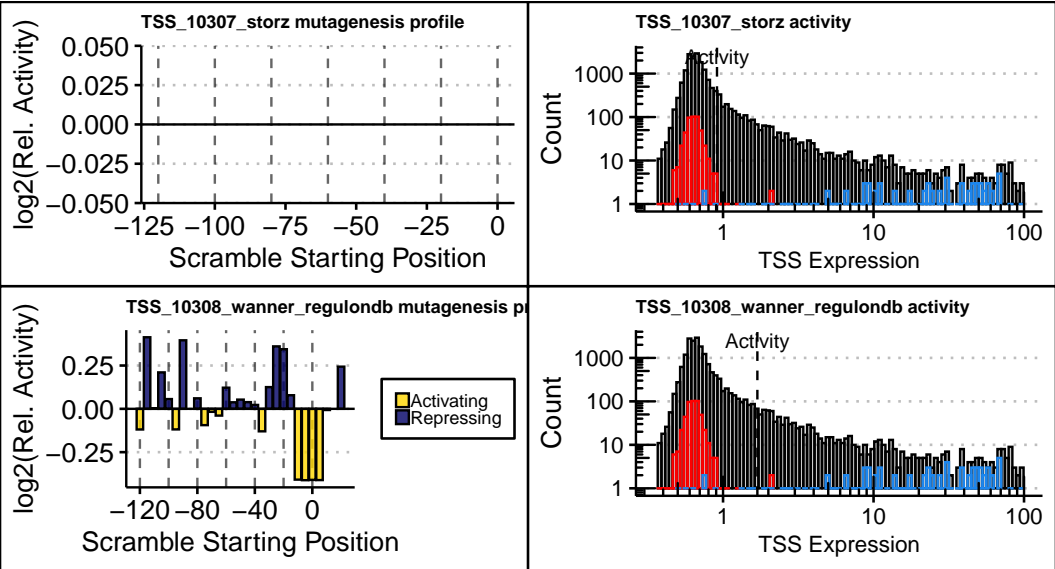 TSS_10307_storz mutagenesis profile
log2(Rel. Activity)
0.050
0.025
0.000
−0.025
−0.050
−125 −100 −75 −50 −25 0
Scramble Starting Position
TSS_10307_storz activity
Activity
Count
1000
100
10
1
1 10 100
TSS Expression
TSS_10308_wanner_regulondb mutagenesis pr
log2(Rel. Activity)
0.25
0.00
−0.25
−120 −80 −40 0
Scramble Starting Position
Activating
Repressing
TSS_10308_wanner_regulondb activity
Activity
Count
1000
100
10
1
1 10 100
TSS Expression